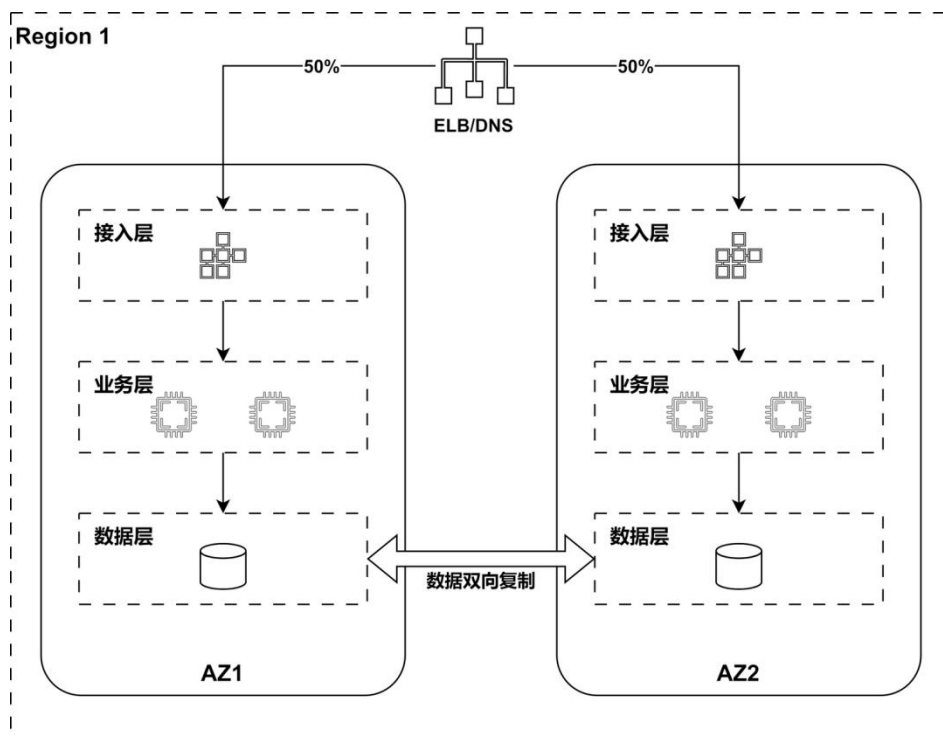 Region 1
50%
50%
ELB/DNS
接入层
接入层
业务层
业务层
数据层
数据层
数据双向复制
AZ1
AZ2